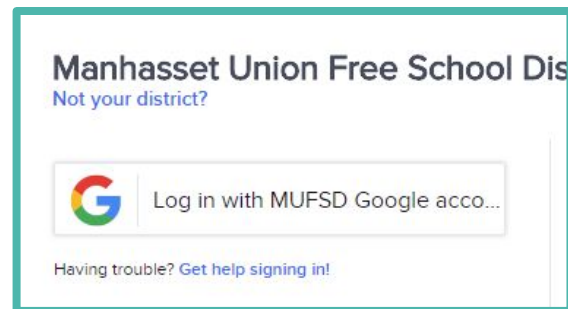 Manhasset Union Free School Dis
Not your district?
Log in with MUFSD Google acco...
Having trouble? Get help signing in!